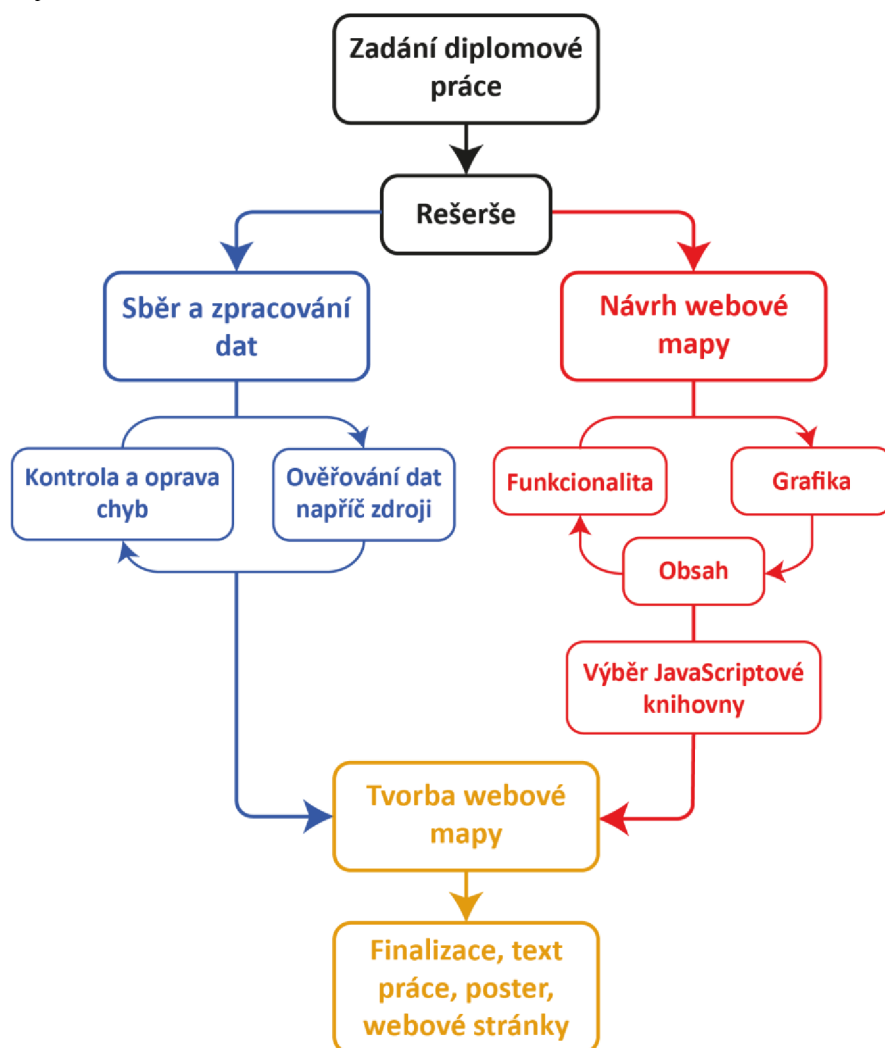 Zadání diplomové
práce
Rešerše
Sběr a zpracování
dat
Návrh webové
mapy
Kontrola a oprava
chyb
Ověřování dat
napříč zdroji
Funkcionalita
Grafika
Obsah
Výběr JavaScriptové
knihovny
Tvorba webové
mapy
Finalizace, text
práce, poster,
webové stránky